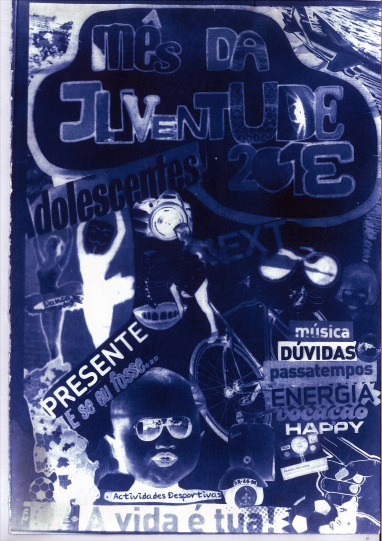 Mês DA
JUVENTUDE
Adolescentes!
NEXT
PRESENTE
E se eu fosse...
música
DÚVIDAS
passatempos
ENERGIA
vocação
HAPPY
Actividades Desportivas
A vida é tua!